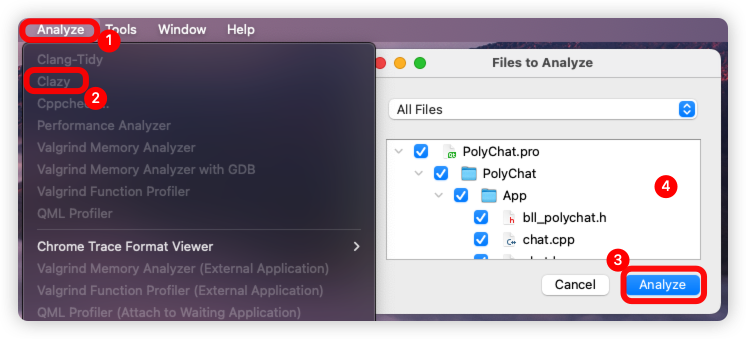 Analyze Tools Window Help
1
Clang-Tidy
Clazy
2
Performance Analyzer
Valgrind Memory Analyzer
Valgrind Memory Analyzer with GDB
Valgrind Function Profiler
QML Profiler
Chrome Trace Format Viewer
Valgrind Memory Analyzer (External Application)
Valgrind Function Profiler (External Application)
QML Profiler (Attach to Waiting Application)
Files to Analyze
All Files
PolyChat.pro
PolyChat
App
bll_polychat.h
chat.cpp
4
3
Cancel Analyze